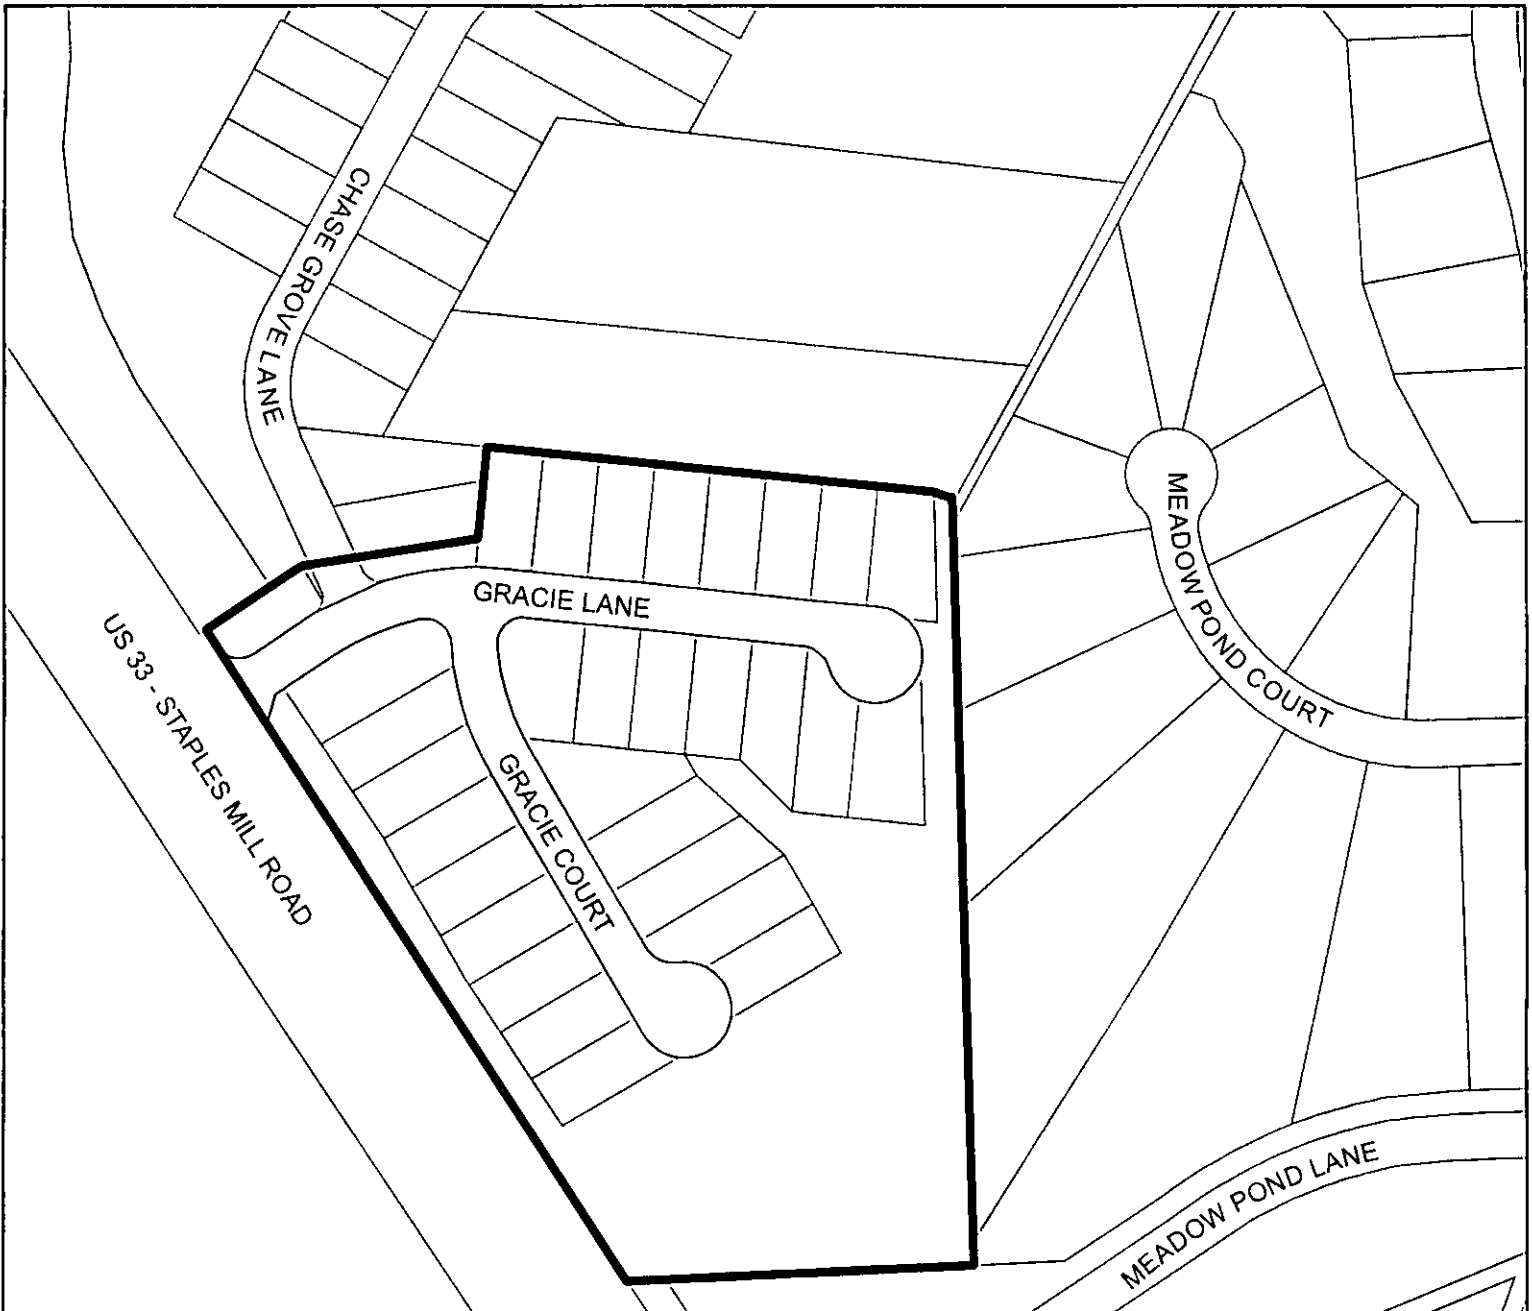 CHASE GROVE LANE
MEADOW POND COURT
GRACIE LANE
US 33 - STAPLES MILL ROAD
GRACIE COURT
MEADOW POND LANE